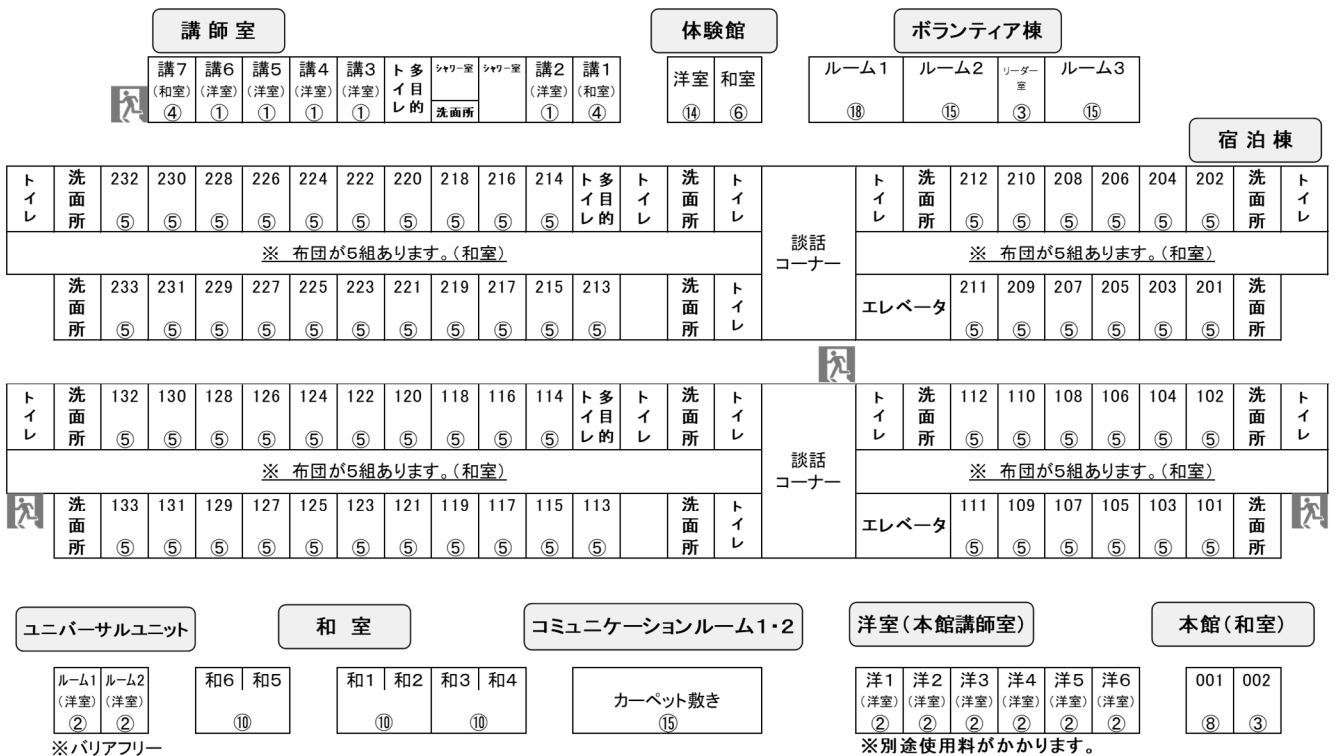 講師室 体験館 ボランティア棟
講7 講6 講5 講4 講3 多目的トイレ シャワー室 シャワー室 講2 講1 洋室 和室 ルーム1 ルーム2 リーダー室 ルーム3
(和室) (洋室) (洋室) (洋室) (洋室) 洗面所 (洋室) (和室)
④ ① ① ① ① ① ④ ⑭ ⑥ ⑱ ⑮ ③ ⑮
宿泊棟
トイレ 洗面所 232 230 228 226 224 222 220 218 216 214 多目的トイレ トイレ 洗面所 トイレ 談話コーナー トイレ 洗面所 212 210 208 206 204 202 洗面所 トイレ
⑤ ⑤ ⑤ ⑤ ⑤ ⑤ ⑤ ⑤ ⑤ ⑤ ⑤ ⑤ ⑤ ⑤ ⑤ ⑤
※ 布団が5組あります。(和室) ※ 布団が5組あります。(和室)
洗面所 233 231 229 227 225 223 221 219 217 215 213 洗面所 トイレ エレベータ 211 209 207 205 203 201 洗面所
⑤ ⑤ ⑤ ⑤ ⑤ ⑤ ⑤ ⑤ ⑤ ⑤ ⑤ ⑤ ⑤ ⑤ ⑤ ⑤ ⑤
トイレ 洗面所 132 130 128 126 124 122 120 118 116 114 多目的トイレ トイレ 洗面所 トイレ 談話コーナー トイレ 洗面所 112 110 108 106 104 102 洗面所 トイレ
⑤ ⑤ ⑤ ⑤ ⑤ ⑤ ⑤ ⑤ ⑤ ⑤ ⑤ ⑤ ⑤ ⑤ ⑤ ⑤
※ 布団が5組あります。(和室) ※ 布団が5組あります。(和室)
洗面所 133 131 129 127 125 123 121 119 117 115 113 洗面所 トイレ エレベータ 111 109 107 105 103 101 洗面所
⑤ ⑤ ⑤ ⑤ ⑤ ⑤ ⑤ ⑤ ⑤ ⑤ ⑤ ⑤ ⑤ ⑤ ⑤ ⑤ ⑤
ユニバーサルユニット 和室 コミュニケーションルーム1・2 洋室(本館講師室) 本館(和室)
ルーム1 ルーム2 和6 和5 和1 和2 和3 和4 カーペット敷き 洋1 洋2 洋3 洋4 洋5 洋6 001 002
(洋室) (洋室) (洋室) (洋室) (洋室) (洋室) (洋室) (洋室)
② ② ⑩ ⑩ ⑩ ⑮ ② ② ② ② ② ② ⑧ ③
※バリアフリー ※別途使用料がかかります。